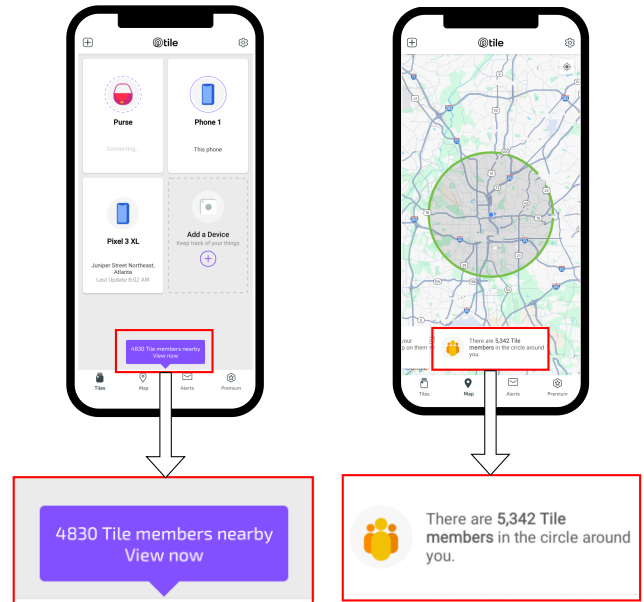 tile
Purse
Connecting...
Phone 1
This phone
Pixel 3 XL
Juniper Street Northeast,
Atlanta
Last Update 8:02 AM
Add a Device
Keep track of your things
4830 Tile members nearby
View now
Tiles
Map
Alerts
Premium
tile
your
p on them
There are 5,342 Tile
members in the circle around
you.
Tiles
Map
Alerts
Premium
4830 Tile members nearby
View now
There are 5,342 Tile
members in the circle around
you.